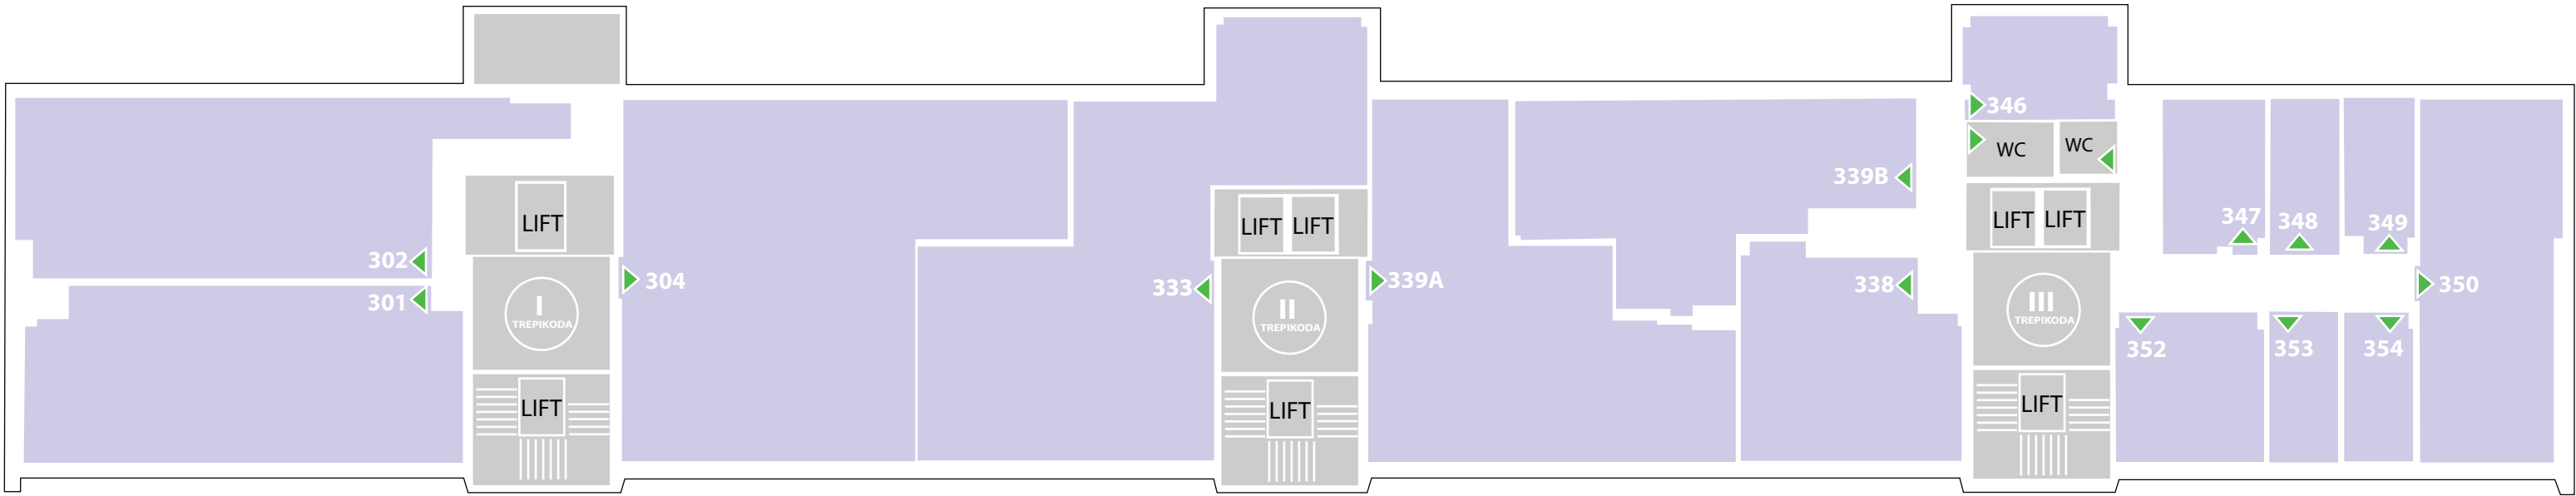 302
301
LIFT
I
TREPIKODA
LIFT
304
333
LIFT
LIFT
II
TREPIKODA
LIFT
339A
339B
338
346
WC
WC
LIFT
LIFT
III
TREPIKODA
LIFT
347
348
349
350
352
353
354